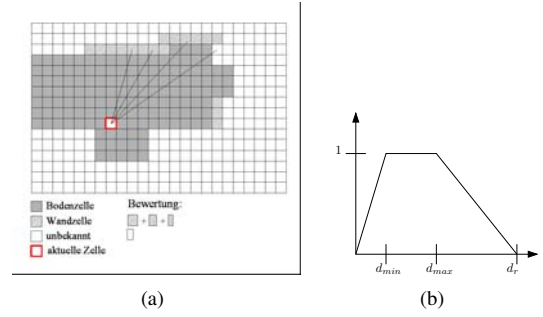 Bodenzelle
Wandzelle
unbekannt
aktuelle Zelle
Bewertung:
+ +
1
d_min
d_max
d_r
(a)
(b)